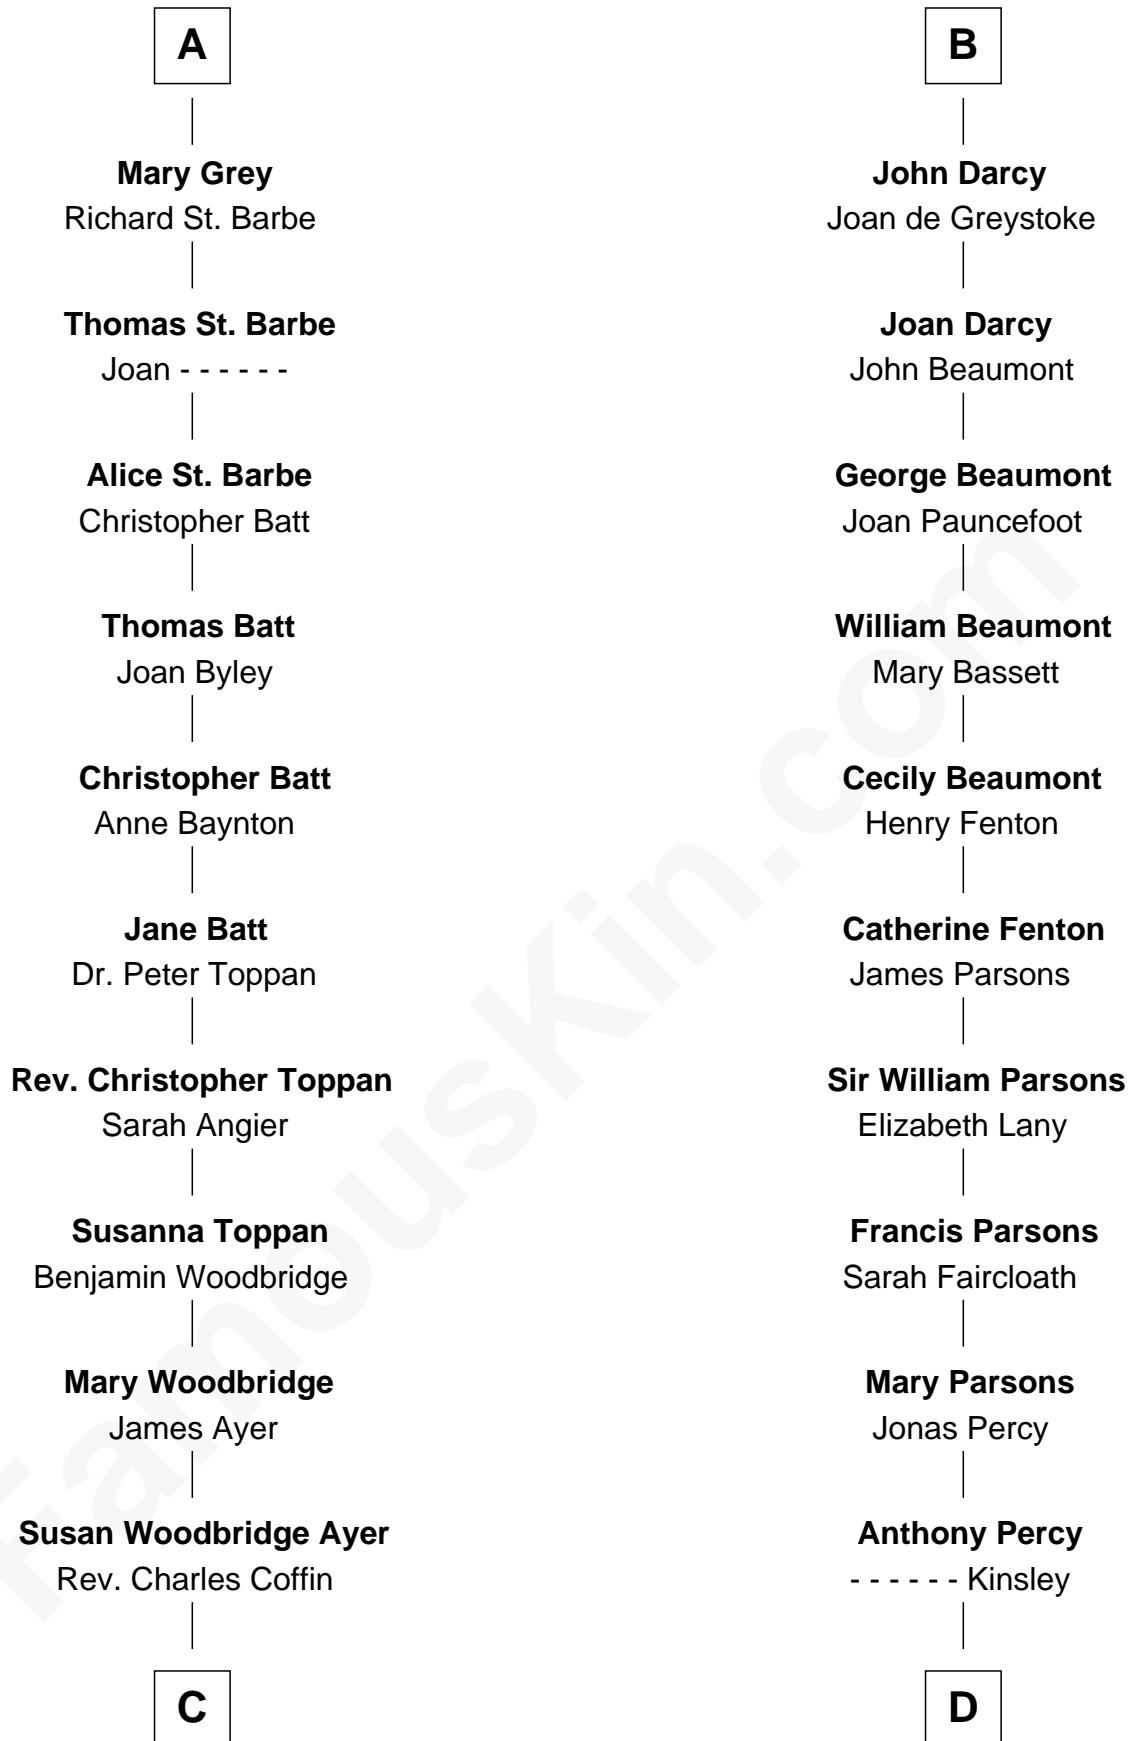 A
Mary Grey
Richard St. Barbe
Thomas St. Barbe
Joan - - - - - -
Alice St. Barbe
Christopher Batt
Thomas Batt
Joan Byley
Christopher Batt
Anne Baynton
Jane Batt
Dr. Peter Toppan
Rev. Christopher Toppan
Sarah Angier
Susanna Toppan
Benjamin Woodbridge
Mary Woodbridge
James Ayer
Susan Woodbridge Ayer
Rev. Charles Coffin
C
B
John Darcy
Joan de Greystoke
Joan Darcy
John Beaumont
George Beaumont
Joan Pauncefoot
William Beaumont
Mary Bassett
Cecily Beaumont
Henry Fenton
Catherine Fenton
James Parsons
Sir William Parsons
Elizabeth Lany
Francis Parsons
Sarah Faircloath
Mary Parsons
Jonas Percy
Anthony Percy
- - - - - - Kinsley
D
FamousKin.com